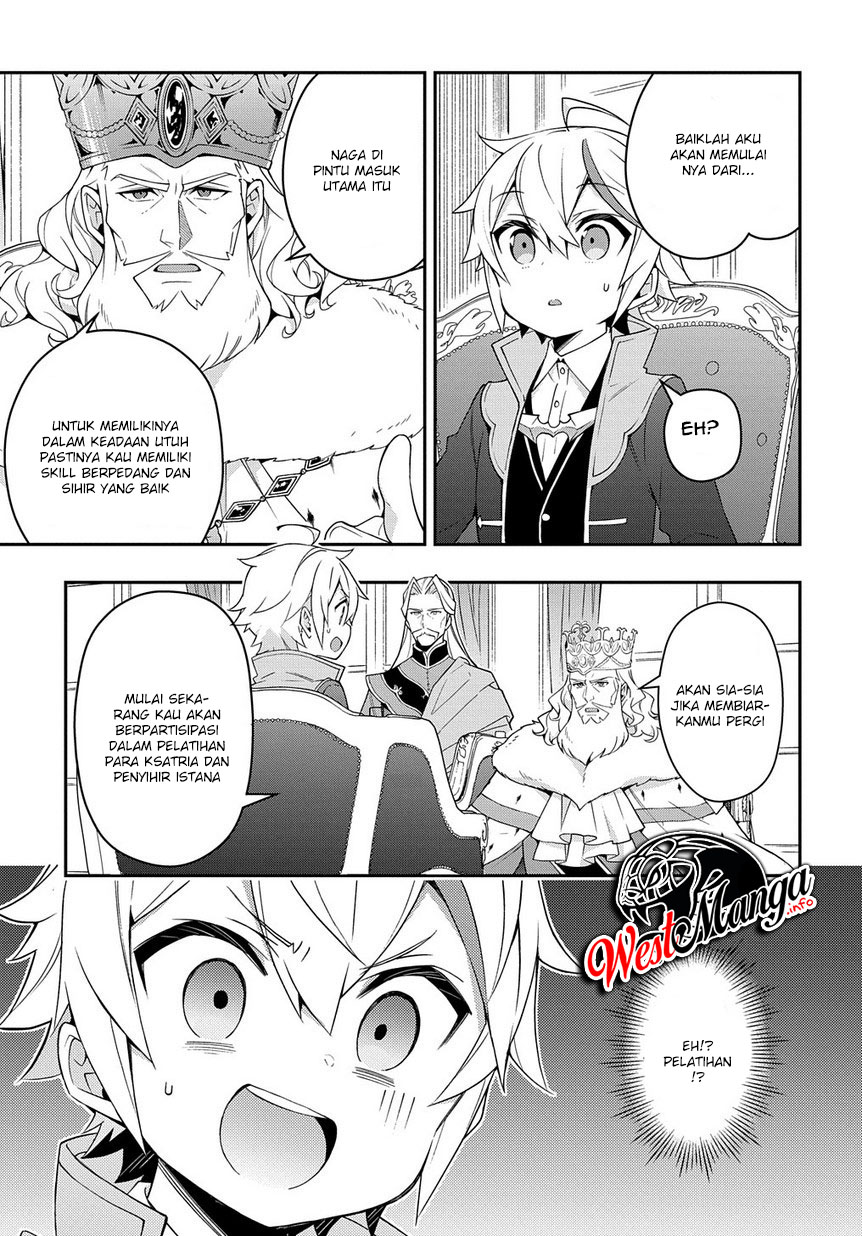 BAIKLAH AKU
AKAN MEMULAI
NYA DARI...
EH?
NAGA DI
PINTU MASUK
UTAMA ITU
UNTUK MEMILIKINYA
DALAM KEADAAN UTUH
PASTINYA KAU MEMILIKI
SKILL BERPEDANG DAN
SIHIR YANG BAIK
AKAN SIA-SIA
JIKA MEMBIAR-
KANMU PERGI
MULAI SEKA-
RANG KAU AKAN
BERPARTISIPASI
DALAM PELATIHAN
PARA KSATRIA DAN
PENYIHIR ISTANA
WestManga
.info
EH!?
PELATIHAN
!?